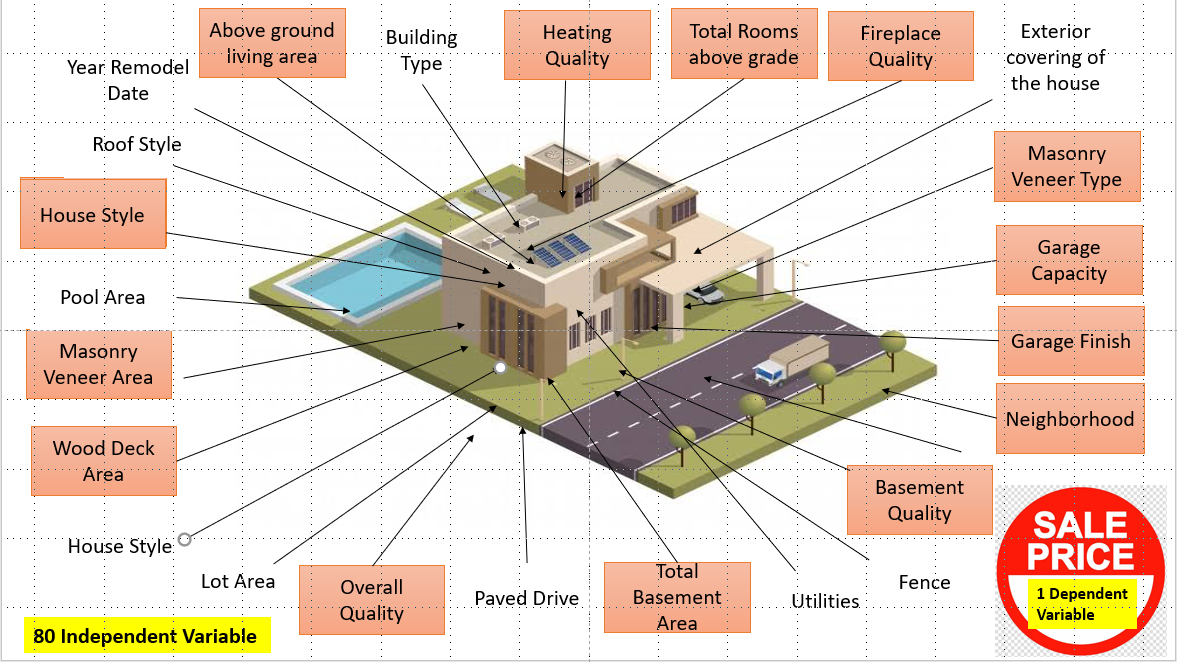 Above ground
living area
Building
Type
Heating
Quality
Total Rooms
above grade
Fireplace
Quality
Exterior
covering of
the house
Year Remodel
Date
Roof Style
House Style
Pool Area
Masonry
Veneer Area
Wood Deck
Area
House Style
Lot Area
Overall
Quality
Paved Drive
Total
Basement
Area
Utilities
Fence
Basement
Quality
Masonry
Veneer Type
Garage
Capacity
Garage Finish
Neighborhood
SALE
PRICE
1 Dependent
Variable
80 Independent Variable